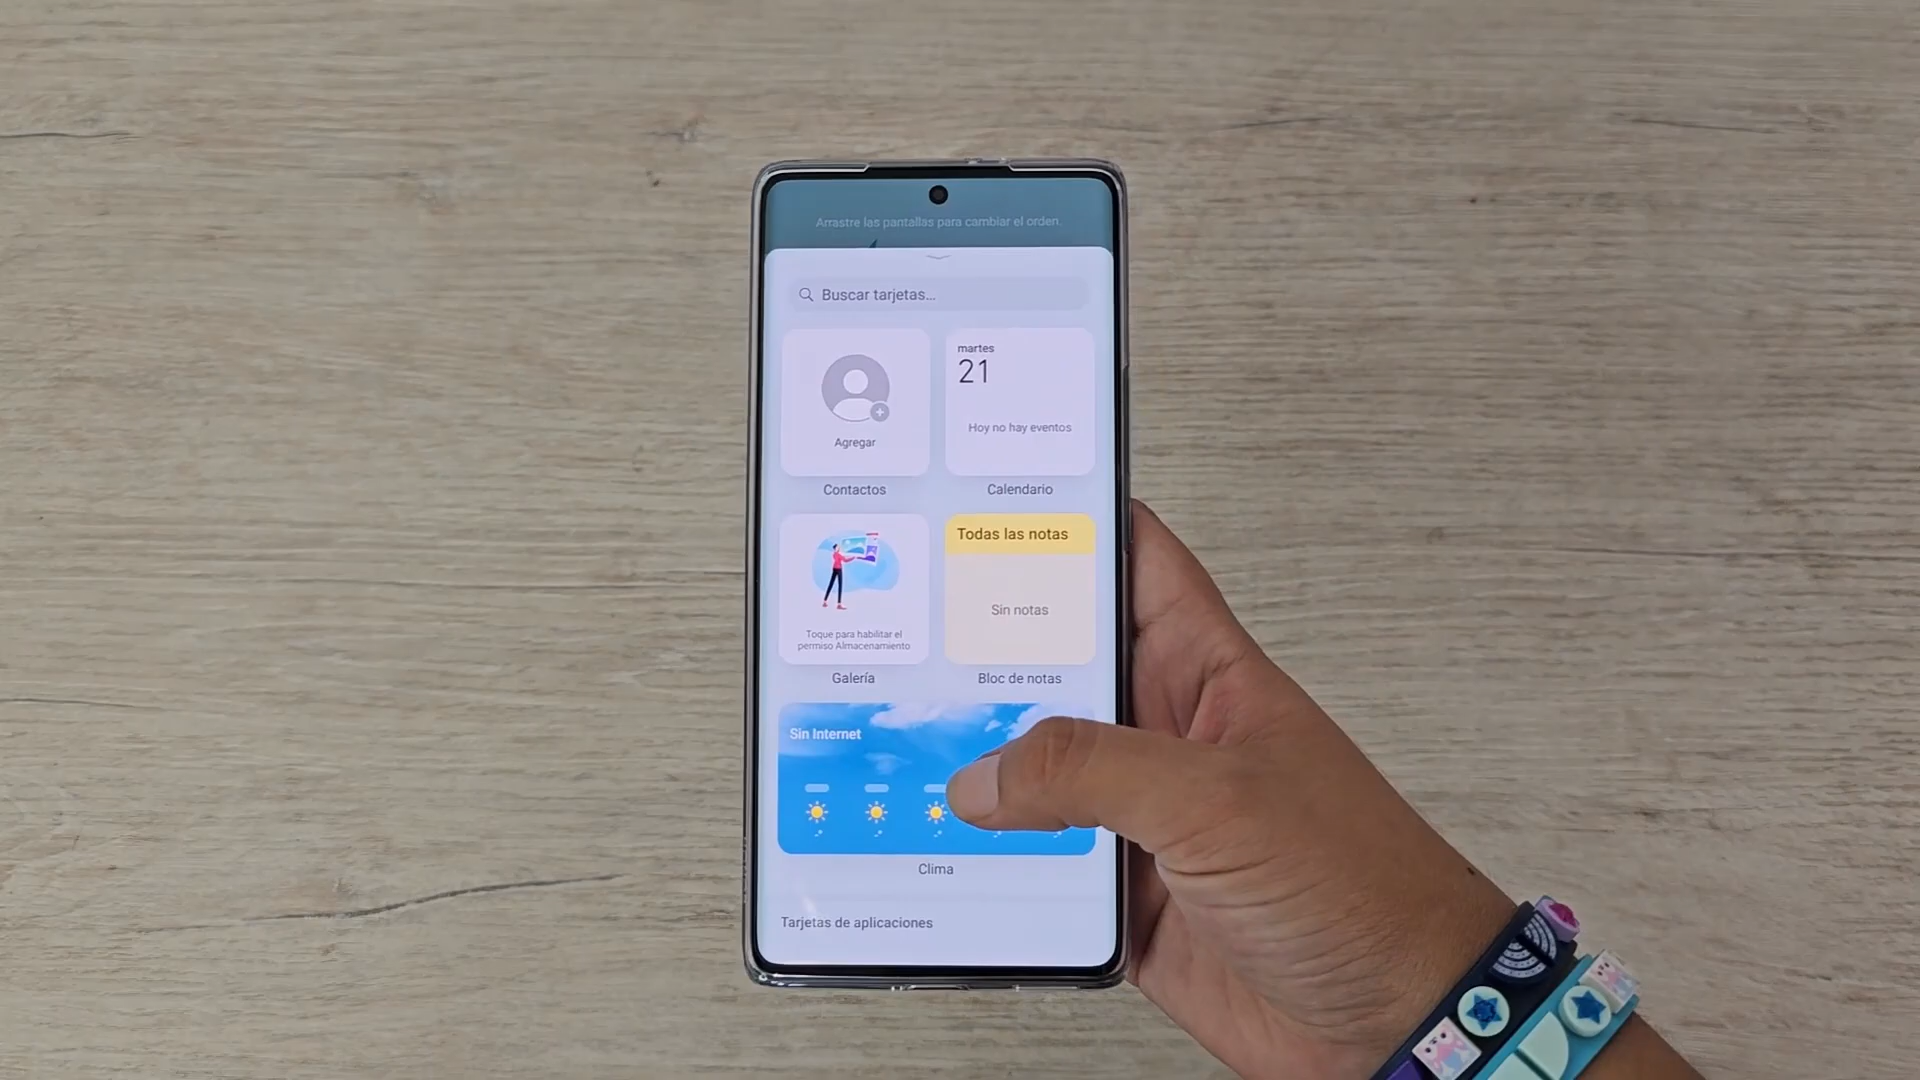 Arrastre las pantallas para cambiar el orden.
Buscar tarjetas...
martes
21
Hoy no hay eventos
Agregar
Contactos
Calendario
Todas las notas
Sin notas
Toque para habilitar el
permiso Almacenamiento
Galería
Bloc de notas
Sin Internet
Clima
Tarjetas de aplicaciones